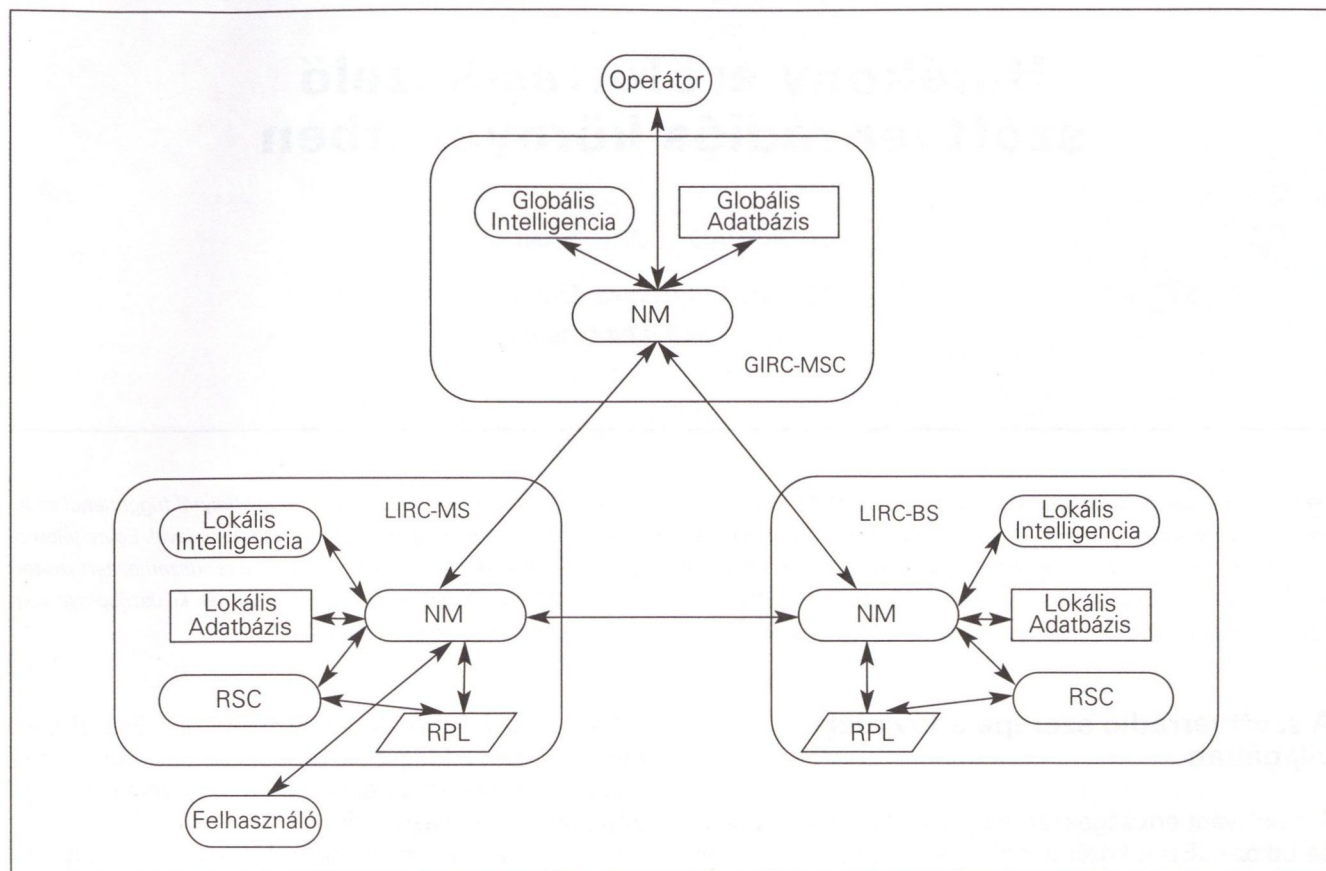 Operátor
Globális
Intelligencia
Globális
Adatbázis
NM
GIRC-MSC
LIRC-MS
Lokális
Intelligencia
Lokális
Adatbázis
NM
RSC
RPL
Felhasználó
LIRC-BS
Lokális
Intelligencia
NM
Lokális
Adatbázis
RSC
RPL